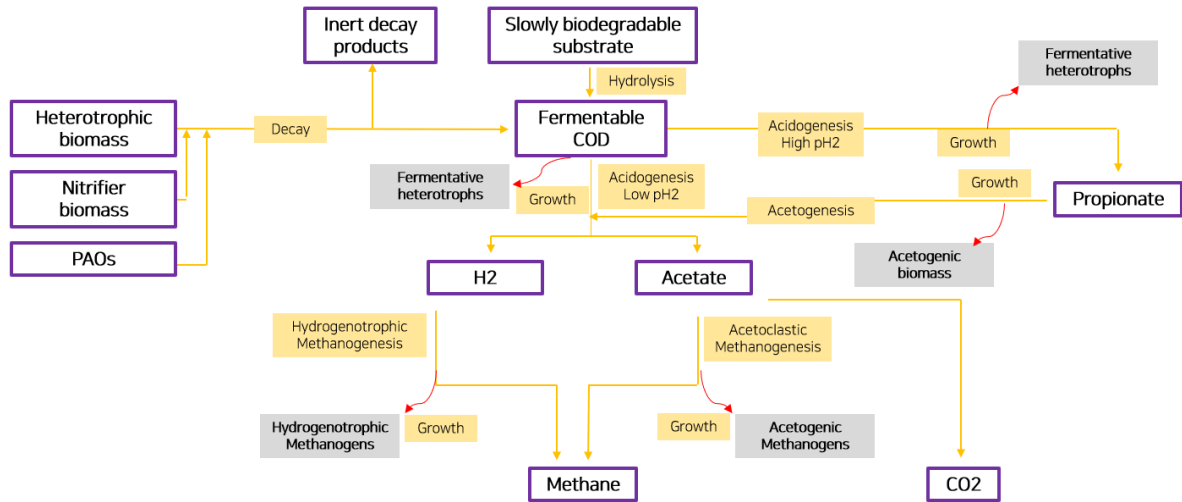 Inert decay
products
Slowly biodegradable
substrate
Fermentative
heterotrophs
Hydrolysis
Heterotrophic
biomass
Decay
Fermentable
COD
Acidogenesis
High pH2
Growth
Fermentative
heterotrophs
Growth
Acidogenesis
Low pH2
Growth
Nitrifier
biomass
Acetogenesis
Propionate
PAOs
Acetogenic
biomass
H2
Acetate
Hydrogenotrophic
Methanogenesis
Acetoclastic
Methanogenesis
Hydrogenotrophic
Methanogens
Growth
Growth
Acetogenic
Methanogens
Methane
CO2